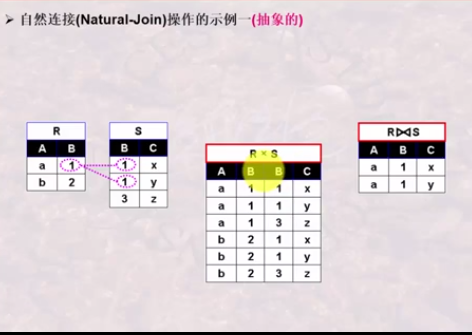 ➢ 自然连接(Natural-Join)操作的示例一(抽象的)
R
A B
a 1
b 2
S
B C
1 x
1 y
3 z
R × S
A B B C
a 1 1 x
a 1 1 y
a 1 3 z
b 2 1 x
b 2 1 y
b 2 3 z
R⋈S
A B C
a 1 x
a 1 y